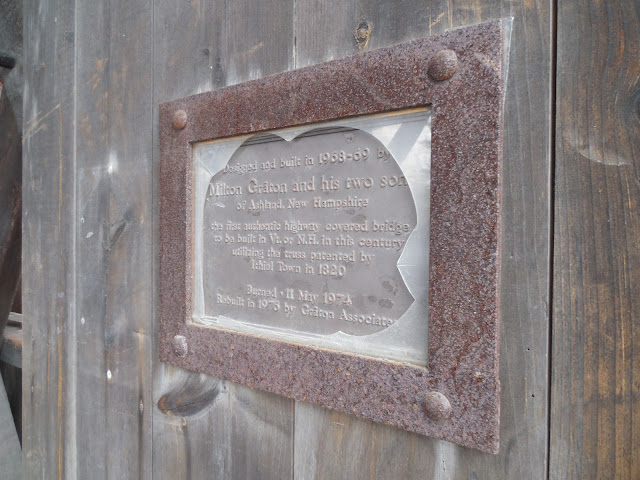 Designed and built in 1968-69 by
Milton Graton and his two son
of Ashland, New Hampshire
the first authentic highway covered bridge
to be built in Vt. or N.H. in this century
utilizing the truss patented by
Ithiel Town in 1820
Burned - 11 May 1974
Rebuilt in 1975 by Graton Associate